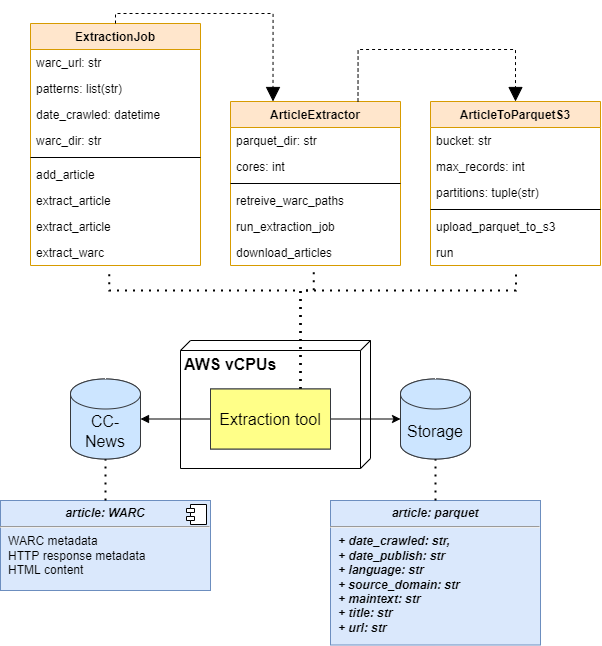 ExtractionJob
warc_url: str
patterns: list(str)
date_crawled: datetime
warc_dir: str
add_article
extract_article
extract_article
extract_warc
ArticleExtractor
parquet_dir: str
cores: int
retreive_warc_paths
run_extraction_job
download_articles
ArticleToParquetS3
bucket: str
max_records: int
partitions: tuple(str)
upload_parquet_to_s3
run
AWS vCPUs
CC-
News
Extraction tool
Storage
article: WARC
WARC metadata
HTTP response metadata
HTML content
article: parquet
+ date_crawled: str,
+ date_publish: str
+ language: str
+ source_domain: str
+ maintext: str
+ title: str
+ url: str